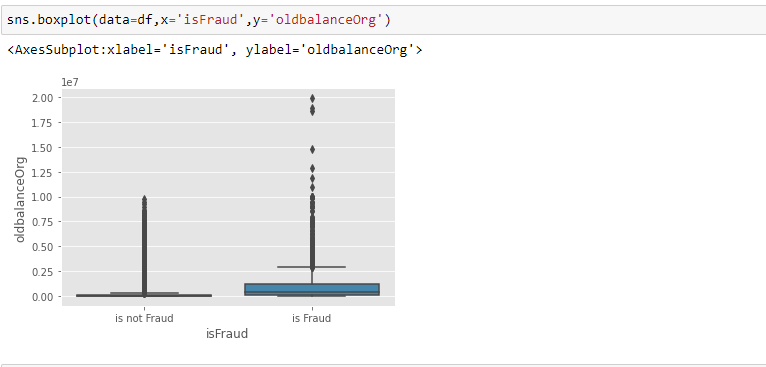 sns.boxplot(data=df,x='isFraud',y='oldbalanceOrg')
<AxesSubplot:xlabel='isFraud', ylabel='oldbalanceOrg'>
1e7
2.00
1.75
1.50
1.25
1.00
0.75
0.50
0.25
0.00
oldbalanceOrg
is not Fraud
is Fraud
isFraud